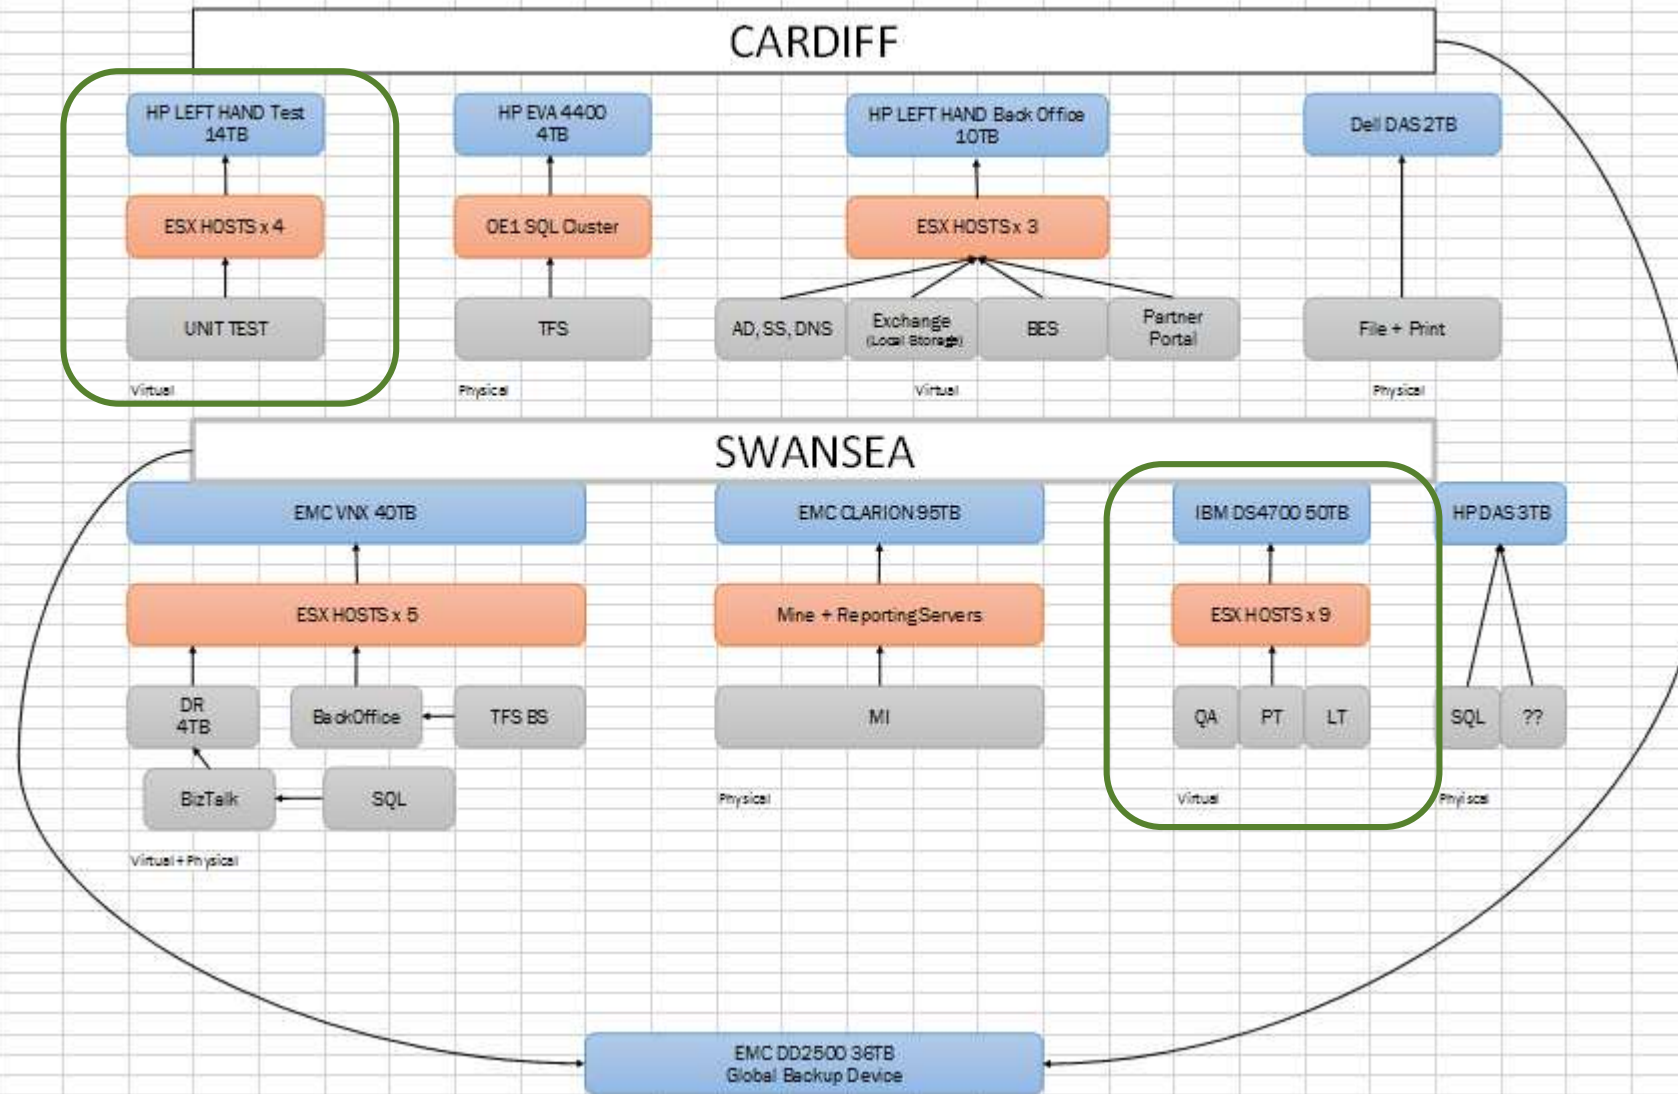 CARDIFF
HP LEFT HAND Test
14TB
HP EVA 4400
4TB
HP LEFT HAND Back Office
10TB
Dell DAS 2TB
ESX HOSTS x 4
OE1 SQL Cluster
ESX HOSTS x 3
UNIT TEST
TFS
AD, SS, DNS
Exchange
(Local Storage)
BES
Partner
Portal
File + Print
Virtual
Physical
Virtual
Physical
SWANSEA
EMC VNX 40TB
EMC CLARION 95TB
IBM DS4700 50TB
HP DAS 3TB
ESX HOSTS x 5
Mine + Reporting Servers
ESX HOSTS x 9
DR
4TB
BackOffice
TFS BS
MI
QA
PT
LT
SQL
??
BizTalk
SQL
Physical
Virtual
Phyiscal
Virtual + Physical
EMC DD2500 36TB
Global Backup Device